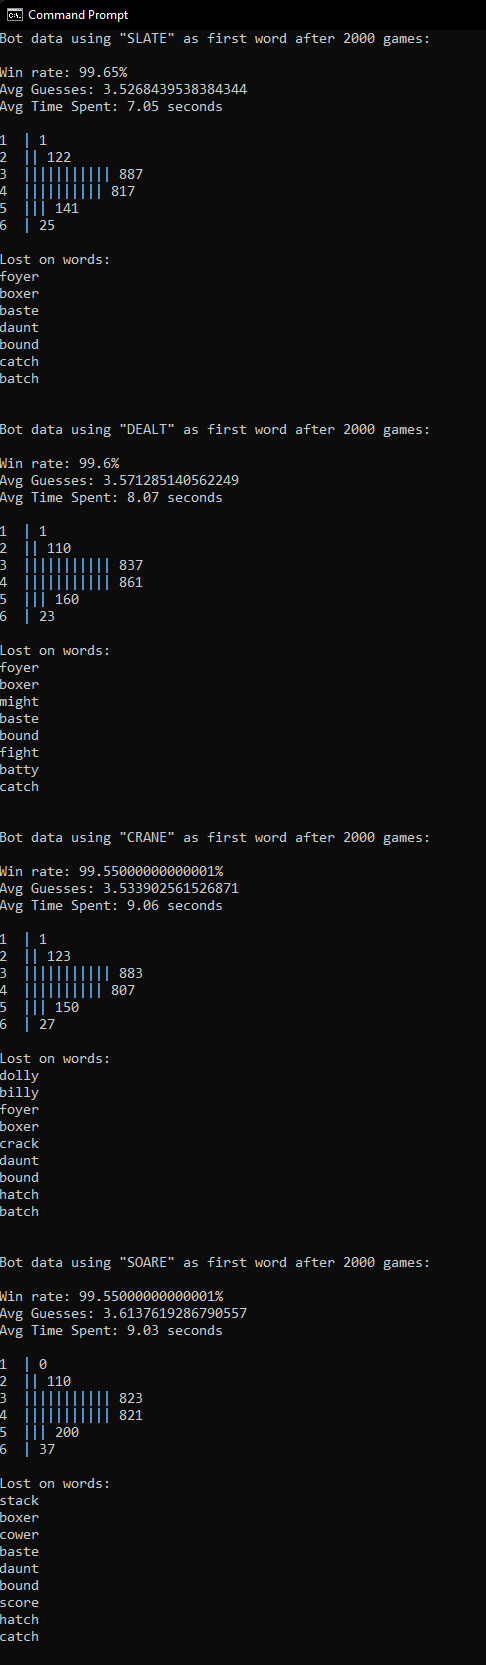 Command Prompt
Bot data using "SLATE" as first word after 2000 games:
Win rate: 99.65%
Avg Guesses: 3.5268439538384344
Avg Time Spent: 7.05 seconds
1 | 1
2 || 122
3 ||||||||||| 887
4 |||||||||| 817
5 ||| 141
6 | 25
Lost on words:
foyer
boxer
baste
daunt
bound
catch
batch
Bot data using "DEALT" as first word after 2000 games:
Win rate: 99.6%
Avg Guesses: 3.571285140562249
Avg Time Spent: 8.07 seconds
1 | 1
2 || 110
3 ||||||||||| 837
4 ||||||||||| 861
5 ||| 160
6 | 23
Lost on words:
foyer
boxer
might
baste
bound
fight
batty
catch
Bot data using "CRANE" as first word after 2000 games:
Win rate: 99.55000000000001%
Avg Guesses: 3.533902561526871
Avg Time Spent: 9.06 seconds
1 | 1
2 || 123
3 ||||||||||| 883
4 |||||||||| 807
5 ||| 150
6 | 27
Lost on words:
dolly
billy
foyer
boxer
crack
daunt
bound
hatch
batch
Bot data using "SOARE" as first word after 2000 games:
Win rate: 99.55000000000001%
Avg Guesses: 3.6137619286790557
Avg Time Spent: 9.03 seconds
1 | 0
2 || 110
3 ||||||||||| 823
4 ||||||||||| 821
5 ||| 200
6 | 37
Lost on words:
stack
boxer
cower
baste
daunt
bound
score
hatch
catch